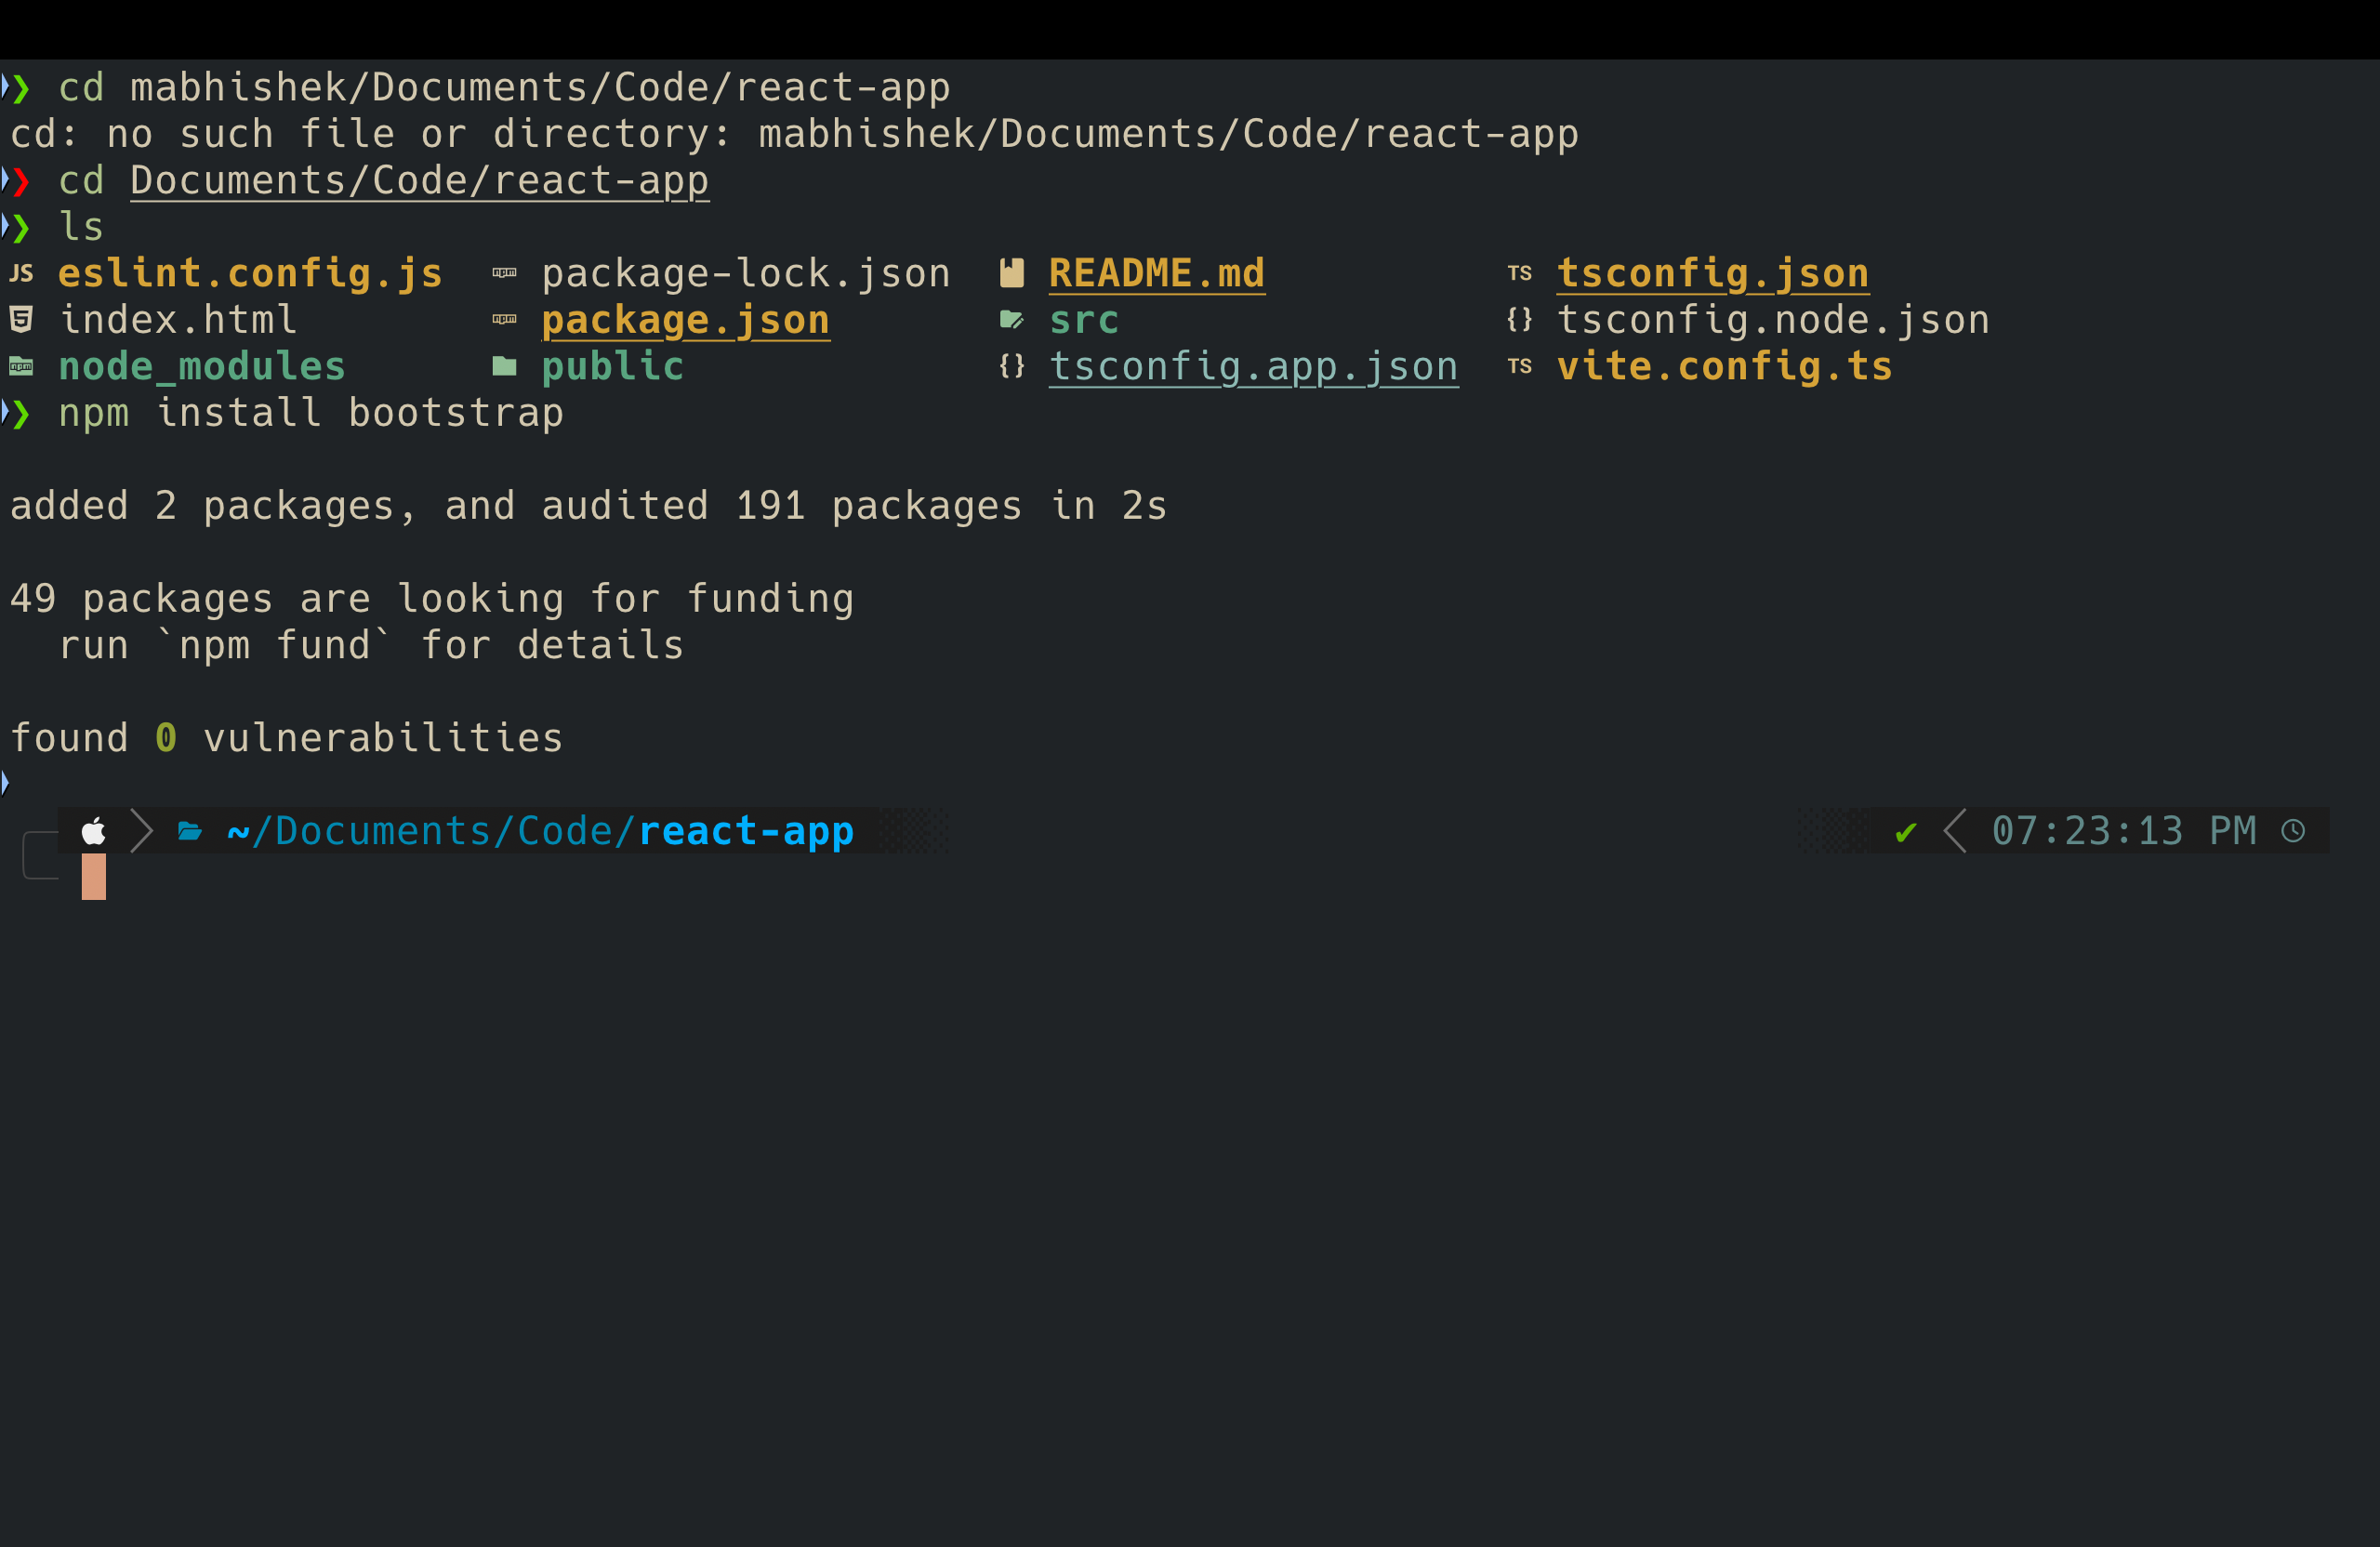 ❯ cd mabhishek/Documents/Code/react-app
cd: no such file or directory: mabhishek/Documents/Code/react-app
❯ cd Documents/Code/react-app
❯ ls
JS eslint.config.js npm package-lock.json README.md TS tsconfig.json
5 index.html npm package.json src {} tsconfig.node.json
npm node_modules public {} tsconfig.app.json TS vite.config.ts
❯ npm install bootstrap
added 2 packages, and audited 191 packages in 2s
49 packages are looking for funding
run `npm fund` for details
found 0 vulnerabilities
~/Documents/Code/react-app ✔ 07:23:13 PM